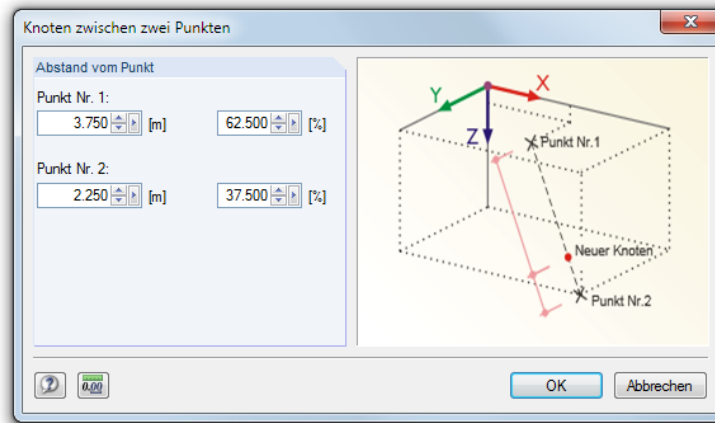 Knoten zwischen zwei Punkten
Abstand vom Punkt
Punkt Nr. 1:
3.750 [m] 62.500 [%]
Punkt Nr. 2:
2.250 [m] 37.500 [%]
X
Y
Z
Punkt Nr.1
Neuer Knoten
Punkt Nr.2
0.00
OK
Abbrechen